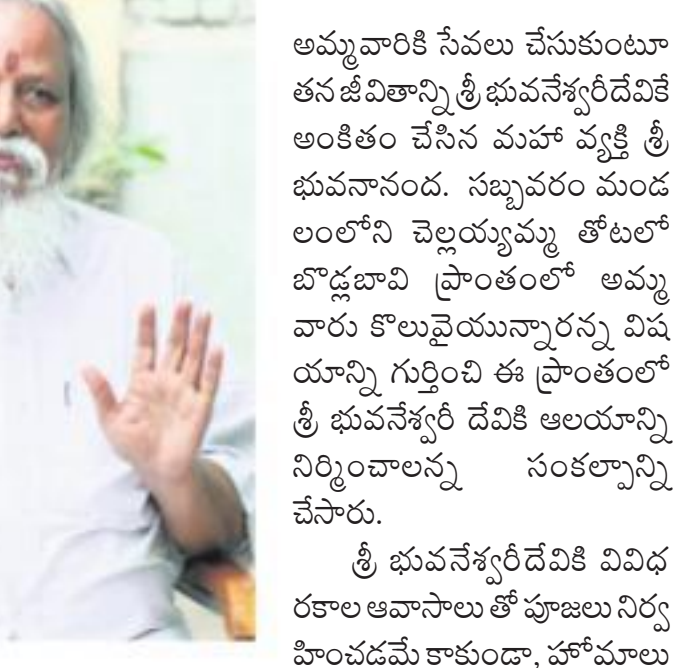 అమ్మవారికి సేవలు చేసుకుంటూ
తన జీవితాన్ని శ్రీ భువనేశ్వరీదేవికే
అంకితం చేసిన మహా వ్యక్తి శ్రీ
భువనానంద. సబ్బవరం మండ
లంలోని చెల్లయ్యమ్మ తోటలో
బొడ్లబావి ప్రాంతంలో అమ్మ
వారు కొలువైయున్నారన్న విష
యాన్ని గుర్తించి ఈ ప్రాంతంలో
శ్రీ భువనేశ్వరీ దేవికి ఆలయాన్ని
నిర్మించాలన్న సంకల్పాన్ని
చేసారు.
శ్రీ భువనేశ్వరీదేవికి వివిధ
రకాల ఆవాసాలు తో పూజలు నిర్వ
హించడమే కాకుండా, హోమాలు